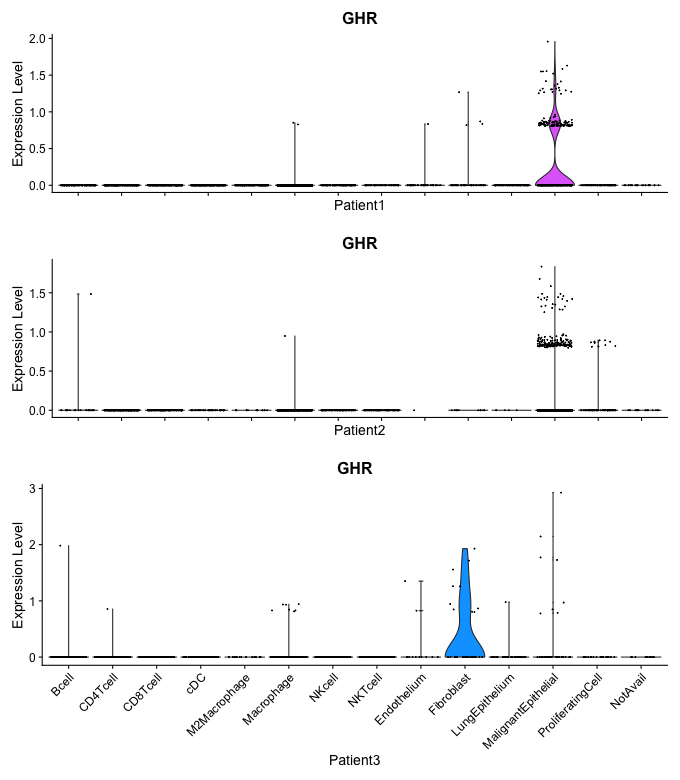 GHR
Expression Level
2.0
1.5
1.0
0.5
0.0
Patient1
GHR
Expression Level
1.5
1.0
0.5
0.0
Patient2
GHR
Expression Level
3
2
1
0
Bcell
CD4Tcell
CD8Tcell
cDC
M2Macrophage
Macrophage
NKcell
NKTcell
Endothelium
Fibroblast
LungEpithelium
MalignantEpithelial
ProliferatingCell
NotAvail
Patient3